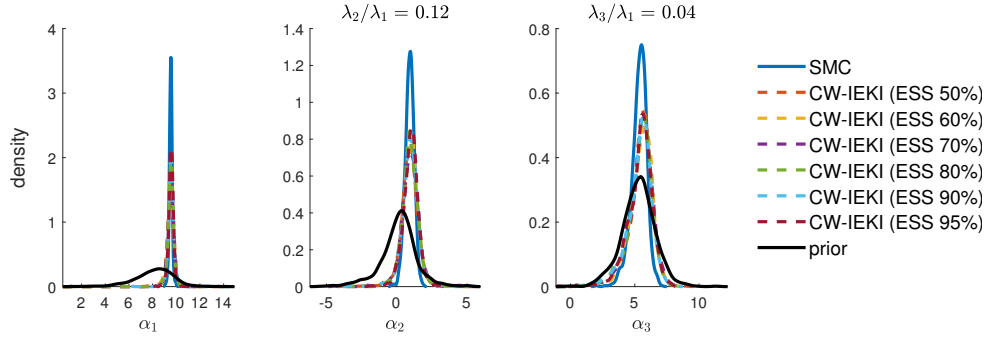 λ₂/λ₁ = 0.12
λ₃/λ₁ = 0.04
density
4
3
2
1
0
2 4 6 8 10 12 14
α₁
1.4
1.2
1
0.8
0.6
0.4
0.2
0
-5 0 5
α₂
0.8
0.6
0.4
0.2
0
0 5 10
α₃
SMC
CW-IEKI (ESS 50%)
CW-IEKI (ESS 60%)
CW-IEKI (ESS 70%)
CW-IEKI (ESS 80%)
CW-IEKI (ESS 90%)
CW-IEKI (ESS 95%)
prior